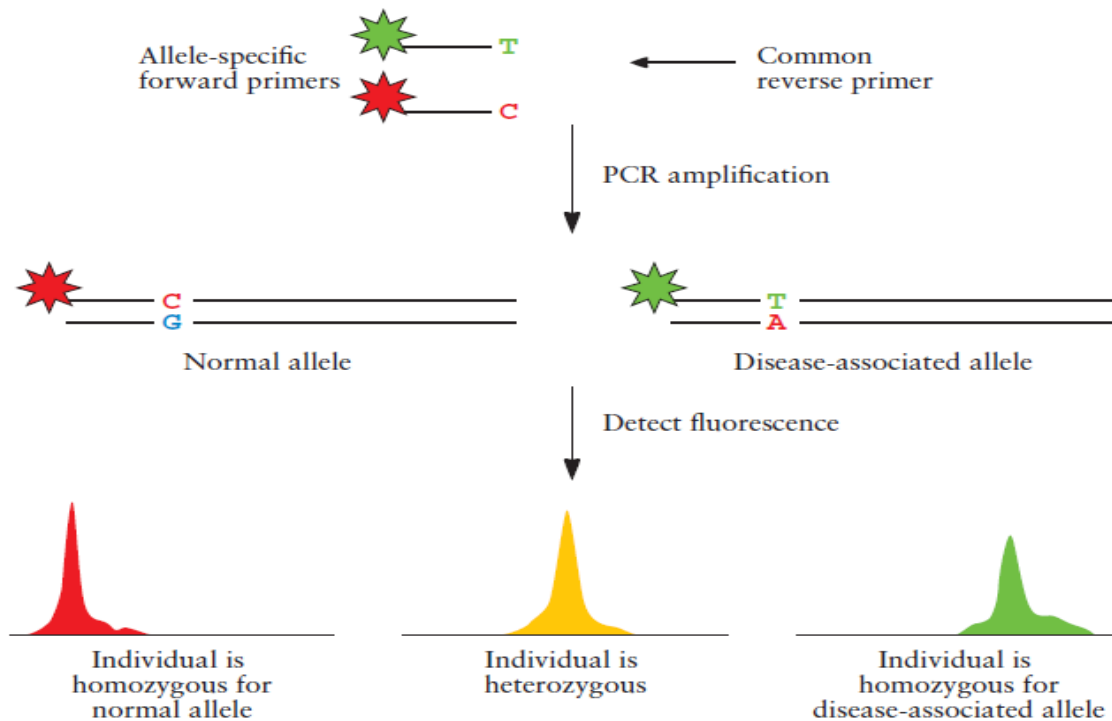 Allele-specific
forward primers
T
C
Common
reverse primer
PCR amplification
C
G
Normal allele
T
A
Disease-associated allele
Detect fluorescence
Individual is
homozygous for
normal allele
Individual is
heterozygous
Individual is
homozygous for
disease-associated allele